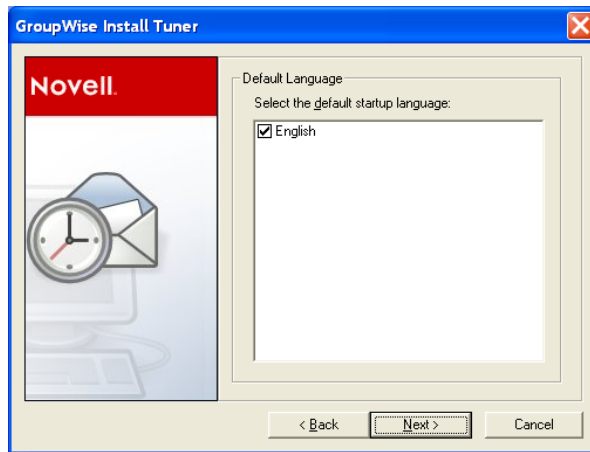 GroupWise Install Tuner
Novell.
Default Language
Select the default startup language:
English
< Back
Next >
Cancel